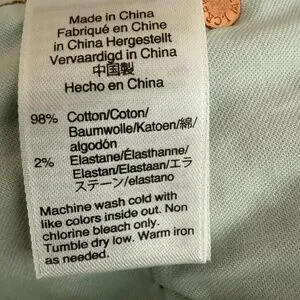 Made in China
Fabriqué en Chine
in China Hergestellt
Vervaardigd in China
中国製
Hecho en China
98% Cotton/Coton/
Baumwolle/Katoen/綿/
algodón
2% Elastane/Élasthanne/
Elastan/Elastaan/エラ
ステーン/elastano
Machine wash cold with
like colors inside out. Non
chlorine bleach only.
Tumble dry low. Warm iron
as needed.